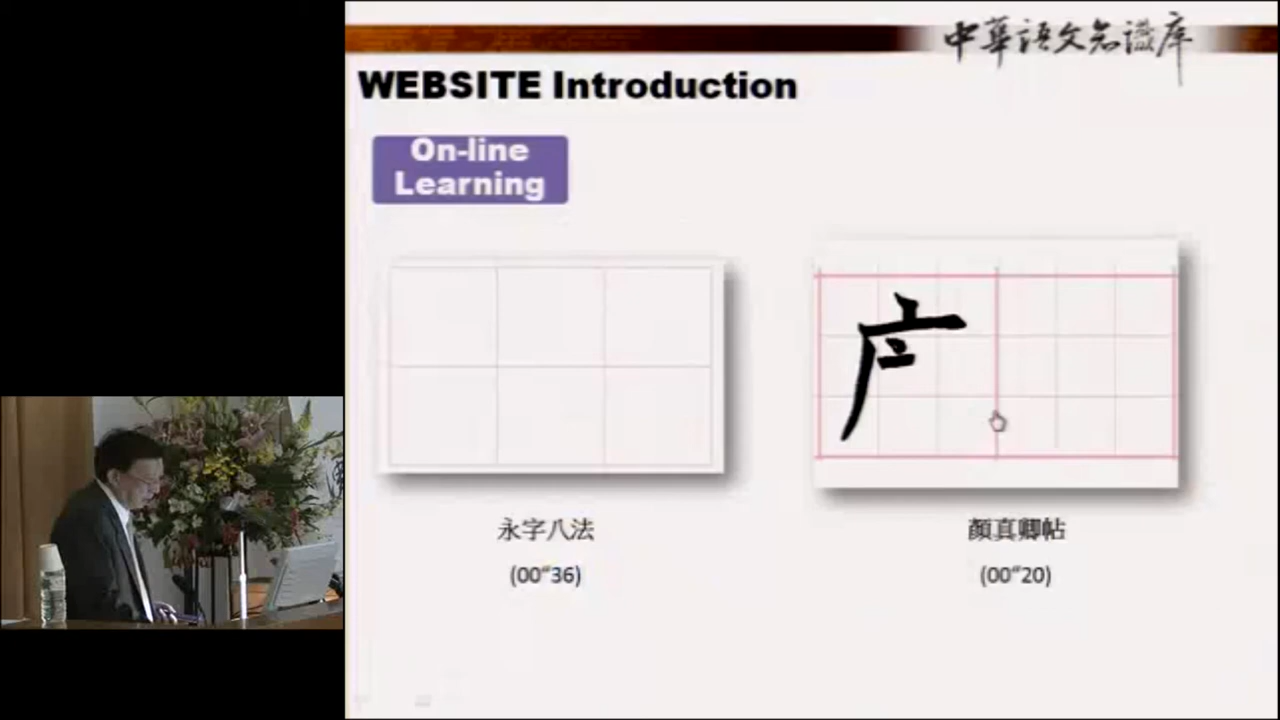 中華語文知識库
WEBSITE Introduction
On-line
Learning
永字八法
(00“36)
顏真卿帖
(00“20)